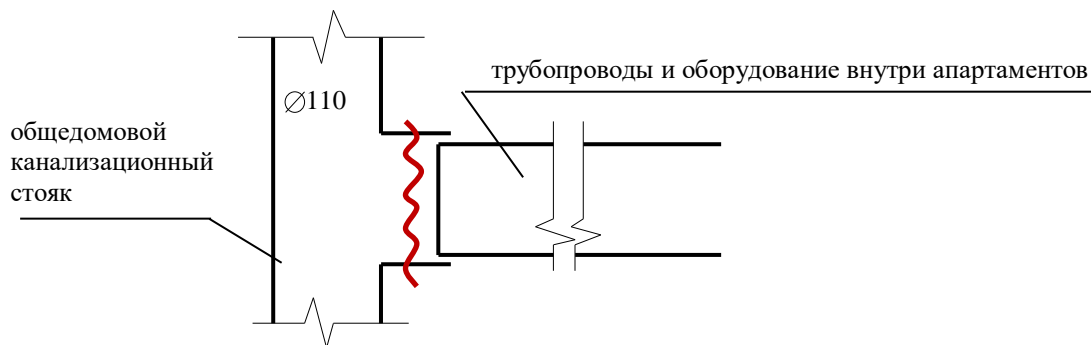 трубопроводы и оборудование внутри апартаментов
∅110
общедомовой
канализационный
стояк